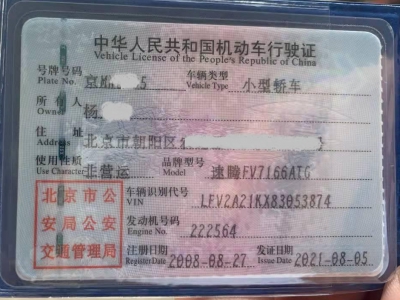 中华人民共和国机动车行驶证
Vehicle License of the People's Republic of China
号牌号码 车辆类型 小型轿车
Plate No. Vehicle Type
所有人 杨
Owner
住址 北京市朝阳区
Address
使用性质 非营运 品牌型号 速腾FV7166ATG
Use Character Model
北京市公
安局公安
交通管理局
车辆识别代号 LFV2A21KX83053874
VIN
发动机号码 222564
Engine No.
注册日期 2008-08-27 发证日期 2021-08-05
Register Date Issue Date